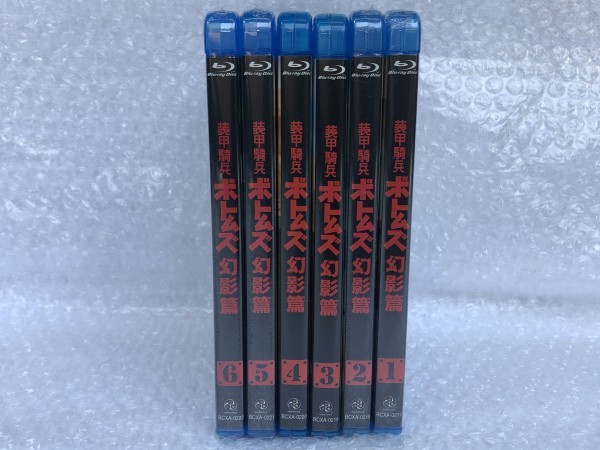 Blu-ray Disc
装甲騎兵
ボトムズ 幻影篇
6
Blu-ray Disc
装甲騎兵
ボトムズ 幻影篇
5
Blu-ray Disc
装甲騎兵
ボトムズ 幻影篇
4
Blu-ray Disc
装甲騎兵
ボトムズ 幻影篇
3
Blu-ray Disc
装甲騎兵
ボトムズ 幻影篇
2
Blu-ray Disc
装甲騎兵
ボトムズ 幻影篇
1